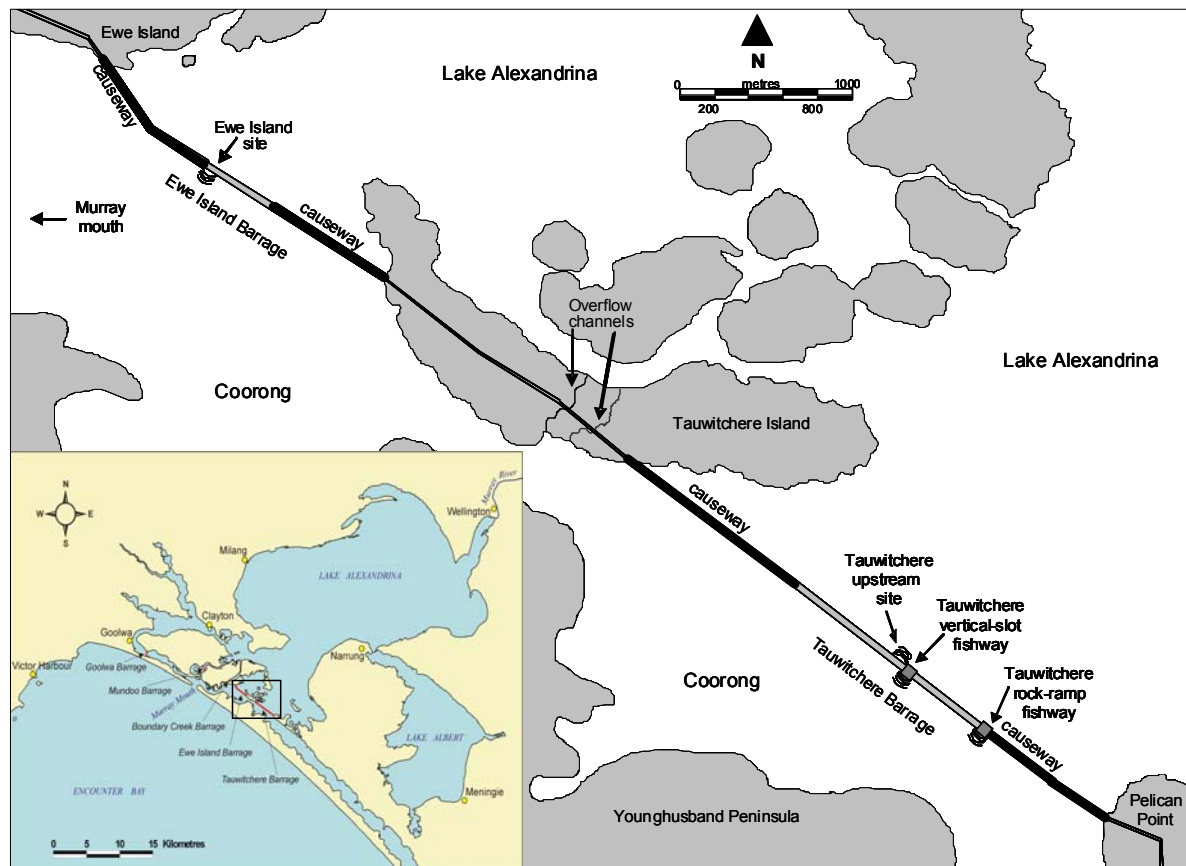 Ewe Island
Lake Alexandrina
N
0 metres 1000
200 800
causeway
Ewe Island
site
Ewe Island Barrage
Murray
mouth
causeway
Overflow
channels
Lake Alexandrina
Coorong
Tauwitchere Island
causeway
Tauwitchere
upstream
site
Tauwitchere
vertical-slot
fishway
Tauwitchere
rock-ramp
fishway
Tauwitchere Barrage
Coorong
causeway
Pelican
Point
Younghusband Peninsula
N
W E
S
Wellington
Murray River
Milang
LAKE ALEXANDRINA
Clayton
Goolwa
Narrung
Victor Harbour
Goolwa Barrage
Mundoo Barrage
Murray Mouth
Boundary Creek Barrage
Ewe Island Barrage
Tauwitchere Barrage
LAKE ALBERT
ENCOUNTER BAY
Meningie
0 5 10 15 Kilometres